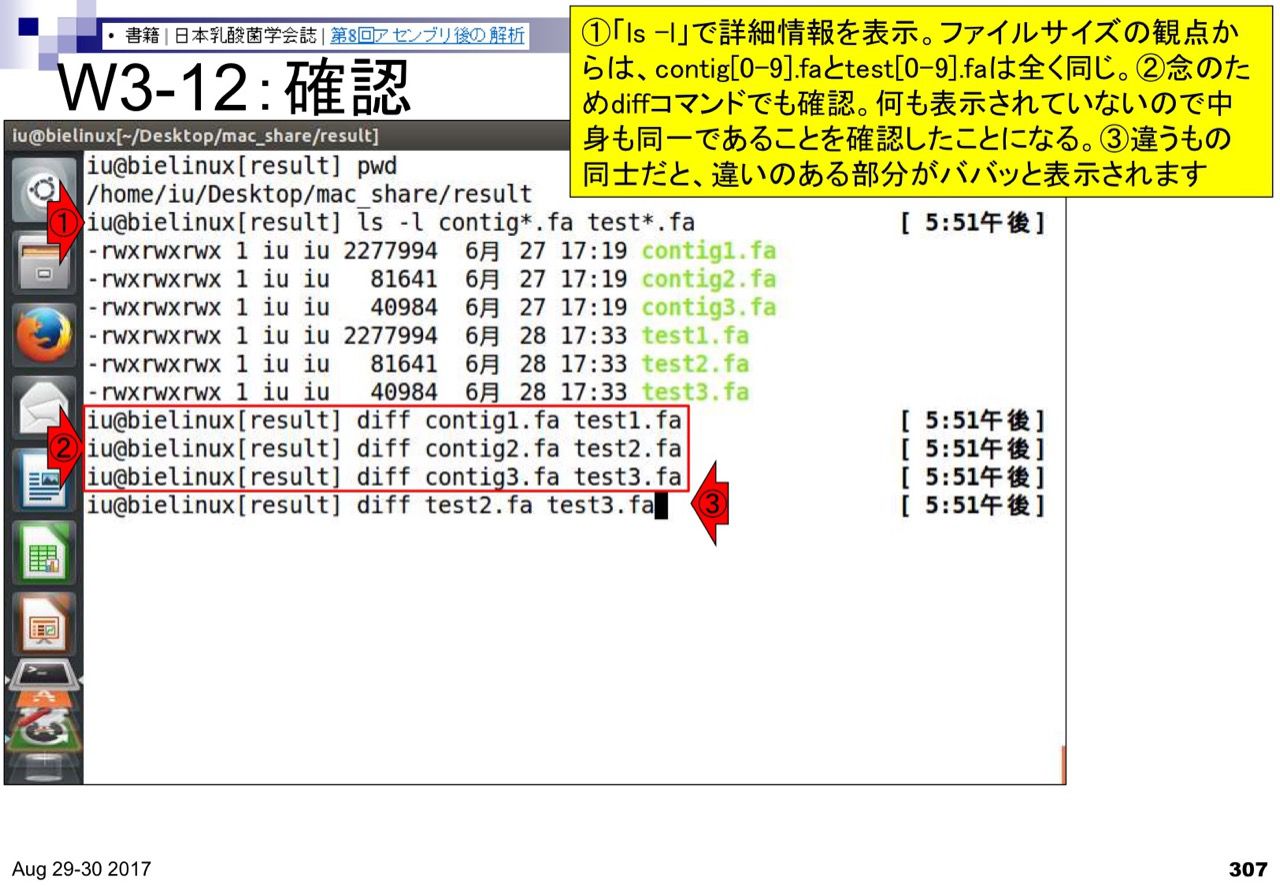 • 書籍 | 日本乳酸菌学会誌 | 第8回アセンブリ後の解析
W3-12：確認
①「ls –l」で詳細情報を表示。ファイルサイズの観点か
らは、contig[0-9].faとtest[0-9].faは全く同じ。②念のた
めdiffコマンドでも確認。何も表示されていないので中
身も同一であることを確認したことになる。③違うもの
同士だと、違いのある部分がババッと表示されます
iu@bielinux[~/Desktop/mac_share/result]
iu@bielinux[result] pwd
/home/iu/Desktop/mac_share/result
① iu@bielinux[result] ls -l contig*.fa test*.fa [ 5:51午後]
-rwxrwxrwx 1 iu iu 2277994 6月 27 17:19 contig1.fa
-rwxrwxrwx 1 iu iu 81641 6月 27 17:19 contig2.fa
-rwxrwxrwx 1 iu iu 40984 6月 27 17:19 contig3.fa
-rwxrwxrwx 1 iu iu 2277994 6月 28 17:33 test1.fa
-rwxrwxrwx 1 iu iu 81641 6月 28 17:33 test2.fa
-rwxrwxrwx 1 iu iu 40984 6月 28 17:33 test3.fa
iu@bielinux[result] diff contig1.fa test1.fa [ 5:51午後]
② iu@bielinux[result] diff contig2.fa test2.fa [ 5:51午後]
iu@bielinux[result] diff contig3.fa test3.fa [ 5:51午後]
iu@bielinux[result] diff test2.fa test3.fa ③ [ 5:51午後]
Aug 29-30 2017
307